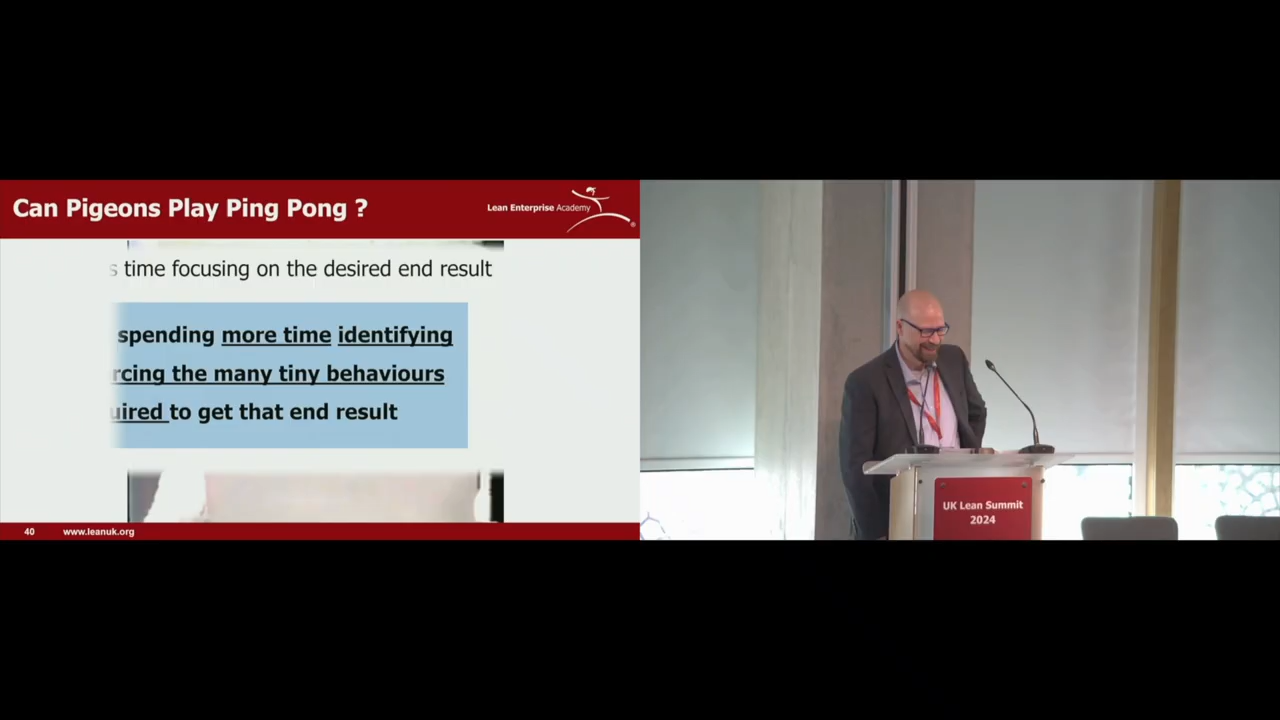 Can Pigeons Play Ping Pong ?
Lean Enterprise Academy
s time focusing on the desired end result
spending more time identifying
rcing the many tiny behaviours
uired to get that end result
40 www.leanuk.org
UK Lean Summit
2024